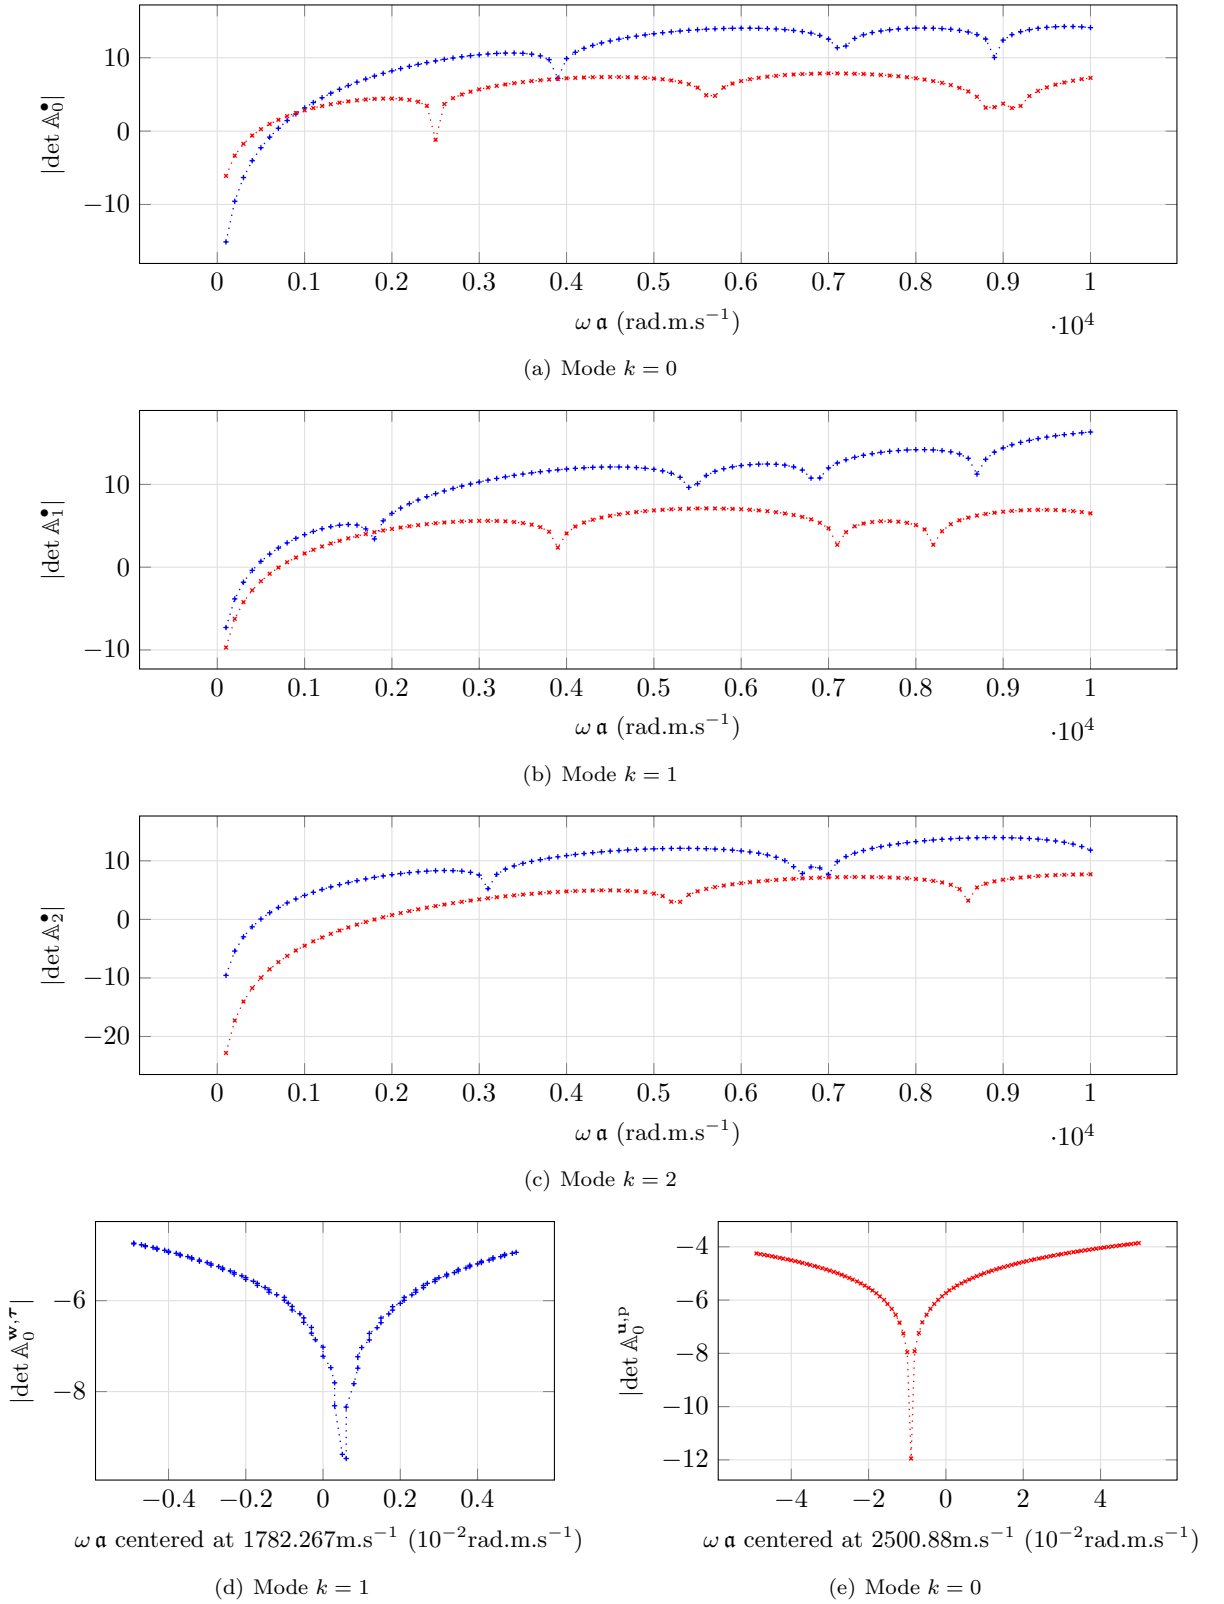 10
0
−10
|det 𝔸₀^●|
0 0.1 0.2 0.3 0.4 0.5 0.6 0.7 0.8 0.9 1
ω 𝔞 (rad.m.s⁻¹)
·10⁴
(a) Mode k = 0
10
0
−10
|det 𝔸₁^●|
0 0.1 0.2 0.3 0.4 0.5 0.6 0.7 0.8 0.9 1
ω 𝔞 (rad.m.s⁻¹)
·10⁴
(b) Mode k = 1
10
0
−10
−20
|det 𝔸₂^●|
0 0.1 0.2 0.3 0.4 0.5 0.6 0.7 0.8 0.9 1
ω 𝔞 (rad.m.s⁻¹)
·10⁴
(c) Mode k = 2
−6
−8
|det 𝔸₀^{w,τ}|
−0.4 −0.2 0 0.2 0.4
ω 𝔞 centered at 1782.267m.s⁻¹ (10⁻²rad.m.s⁻¹)
(d) Mode k = 1
−4
−6
−8
−10
−12
|det 𝔸₀^{u,p}|
−4 −2 0 2 4
ω 𝔞 centered at 2500.88m.s⁻¹ (10⁻²rad.m.s⁻¹)
(e) Mode k = 0